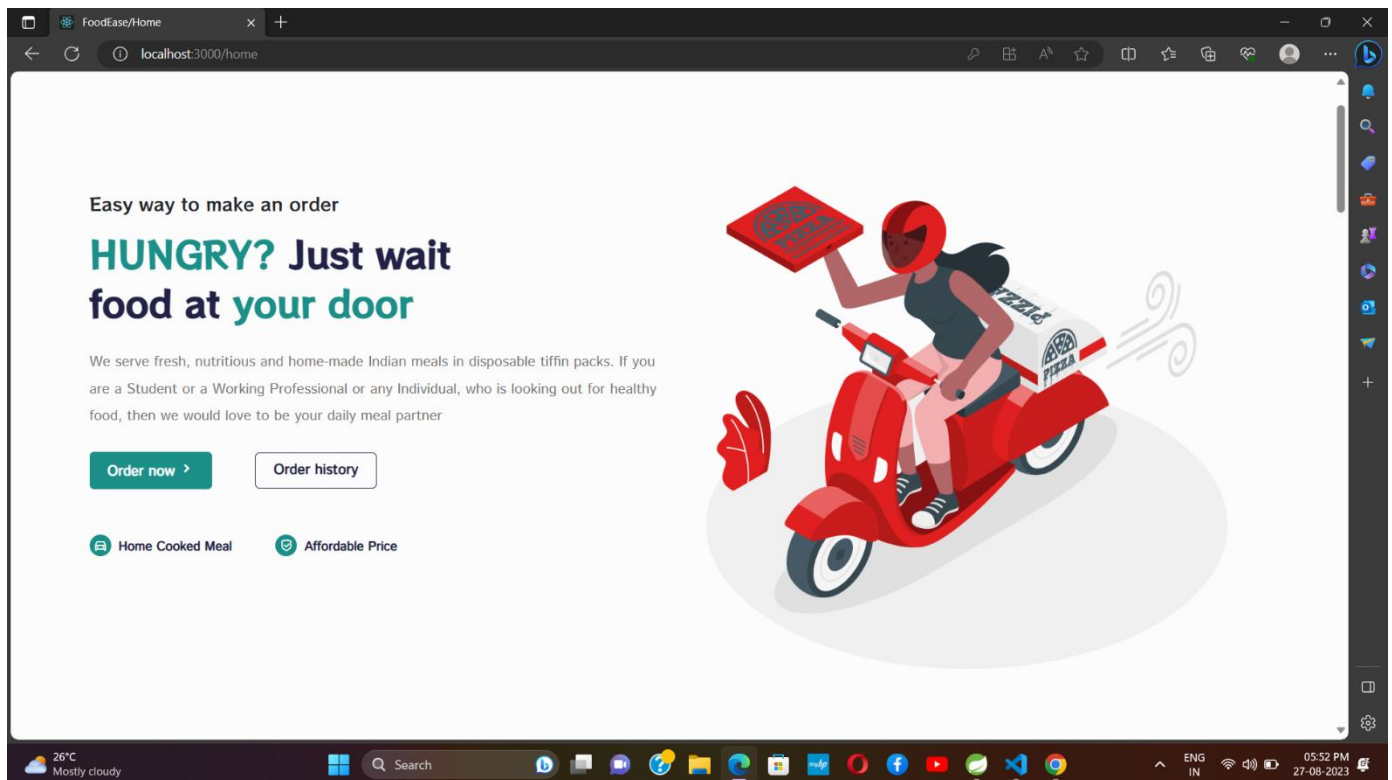 FoodEase/Home
localhost:3000/home
Easy way to make an order
HUNGRY? Just wait
food at your door
We serve fresh, nutritious and home-made Indian meals in disposable tiffin packs. If you
are a Student or a Working Professional or any Individual, who is looking out for healthy
food, then we would love to be your daily meal partner
Order now >
Order history
Home Cooked Meal
Affordable Price
PIZZA
PIZZA
PIZZA
26°C
Mostly cloudy
Search
ENG
IN
05:52 PM
27-08-2023